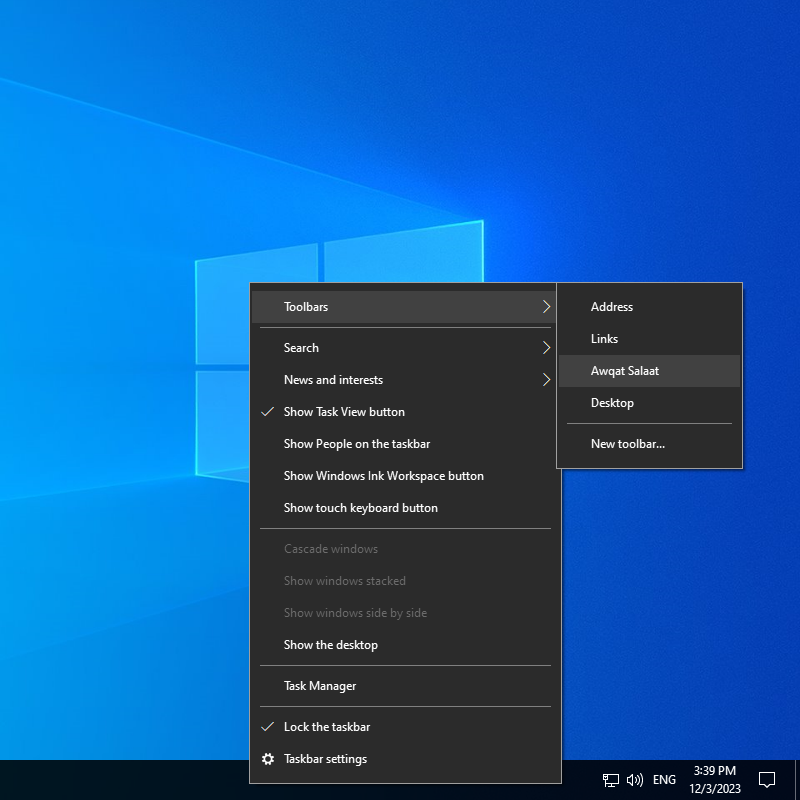 Toolbars
Search
News and interests
Show Task View button
Show People on the taskbar
Show Windows Ink Workspace button
Show touch keyboard button
Cascade windows
Show windows stacked
Show windows side by side
Show the desktop
Task Manager
Lock the taskbar
Taskbar settings
Address
Links
Awqat Salaat
Desktop
New toolbar...
ENG
3:39 PM
12/3/2023